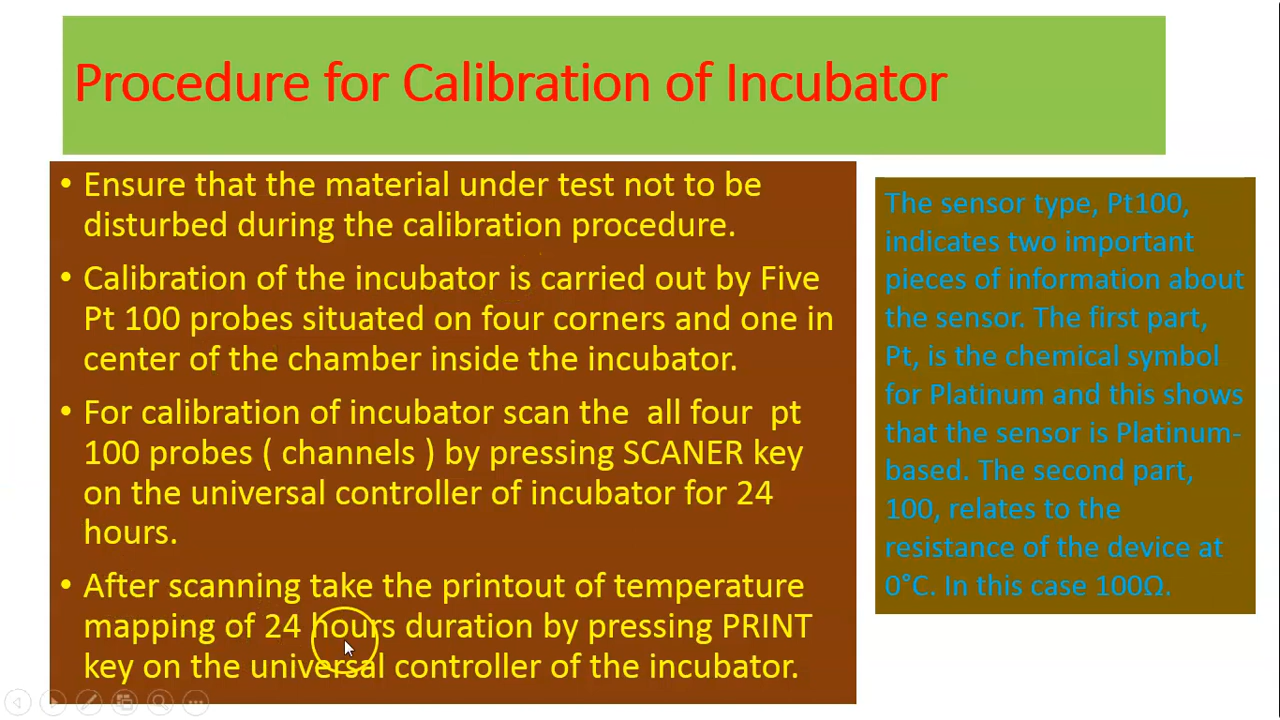 Procedure for Calibration of Incubator
• Ensure that the material under test not to be
disturbed during the calibration procedure.
• Calibration of the incubator is carried out by Five
Pt 100 probes situated on four corners and one in
center of the chamber inside the incubator.
• For calibration of incubator scan the  all four  pt
100 probes ( channels ) by pressing SCANER key
on the universal controller of incubator for 24
hours.
• After scanning take the printout of temperature
mapping of 24 hours duration by pressing PRINT
key on the universal controller of the incubator.
The sensor type, Pt100,
indicates two important
pieces of information about
the sensor. The first part,
Pt, is the chemical symbol
for Platinum and this shows
that the sensor is Platinum-
based. The second part,
100, relates to the
resistance of the device at
0°C. In this case 100Ω.